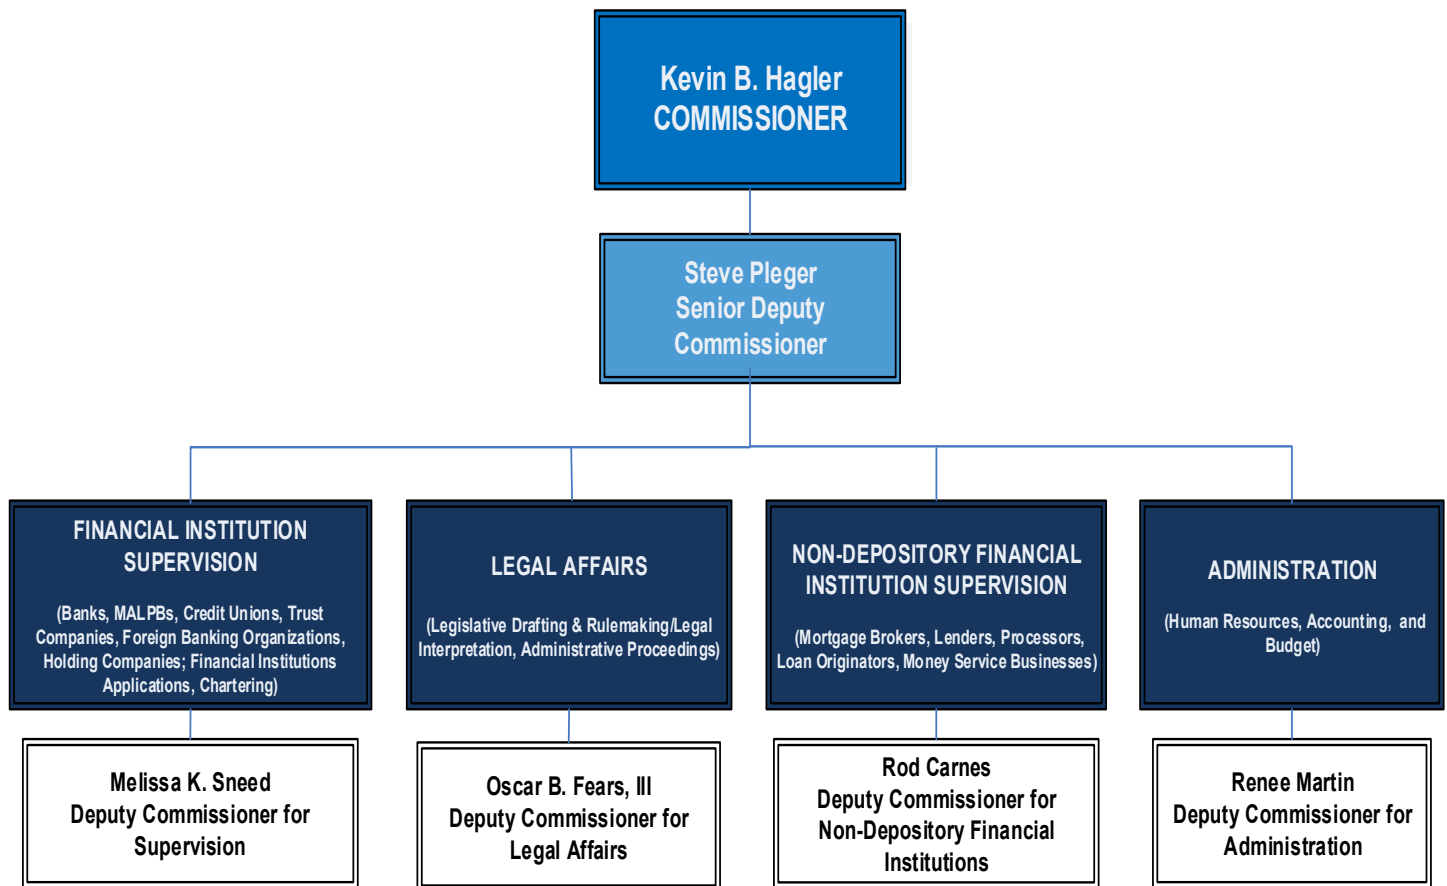 Kevin B. Hagler
COMMISSIONER
Steve Pleger
Senior Deputy
Commissioner
FINANCIAL INSTITUTION
SUPERVISION
(Banks, MALPBs, Credit Unions, Trust
Companies, Foreign Banking Organizations,
Holding Companies; Financial Institutions
Applications, Chartering)
LEGAL AFFAIRS
(Legislative Drafting & Rulemaking/Legal
Interpretation, Administrative Proceedings)
NON-DEPOSITORY FINANCIAL
INSTITUTION SUPERVISION
(Mortgage Brokers, Lenders, Processors,
Loan Originators, Money Service Businesses)
ADMINISTRATION
(Human Resources, Accounting, and
Budget)
Melissa K. Sneed
Deputy Commissioner for
Supervision
Oscar B. Fears, III
Deputy Commissioner for
Legal Affairs
Rod Carnes
Deputy Commissioner for
Non-Depository Financial
Institutions
Renee Martin
Deputy Commissioner for
Administration